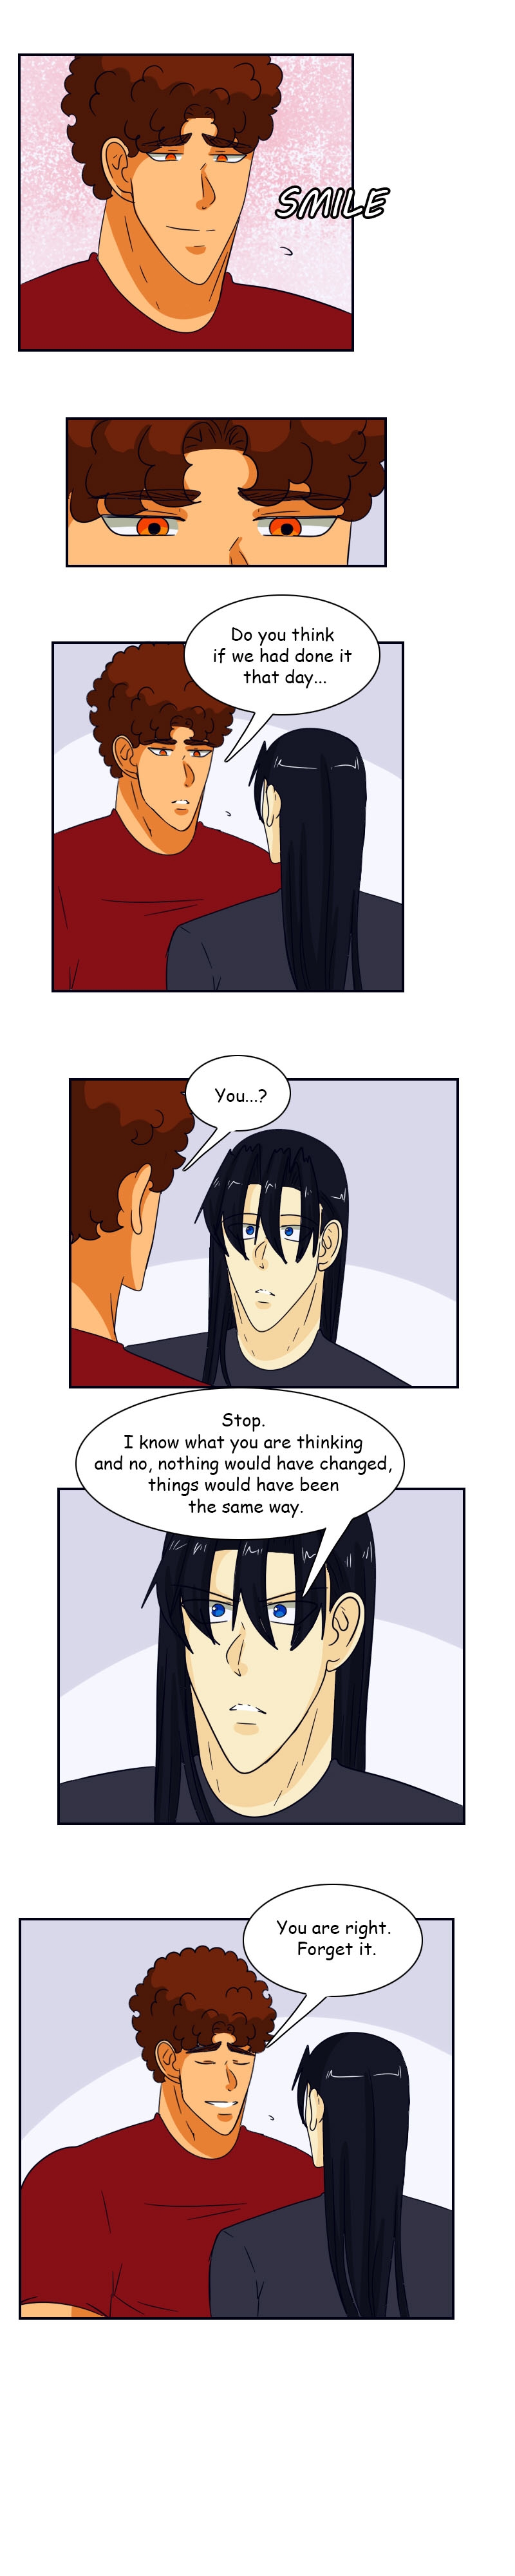 SMILE
Do you think
if we had done it
that day...
You...?
Stop.
I know what you are thinking
and no, nothing would have changed,
things would have been
the same way.
You are right.
Forget it.